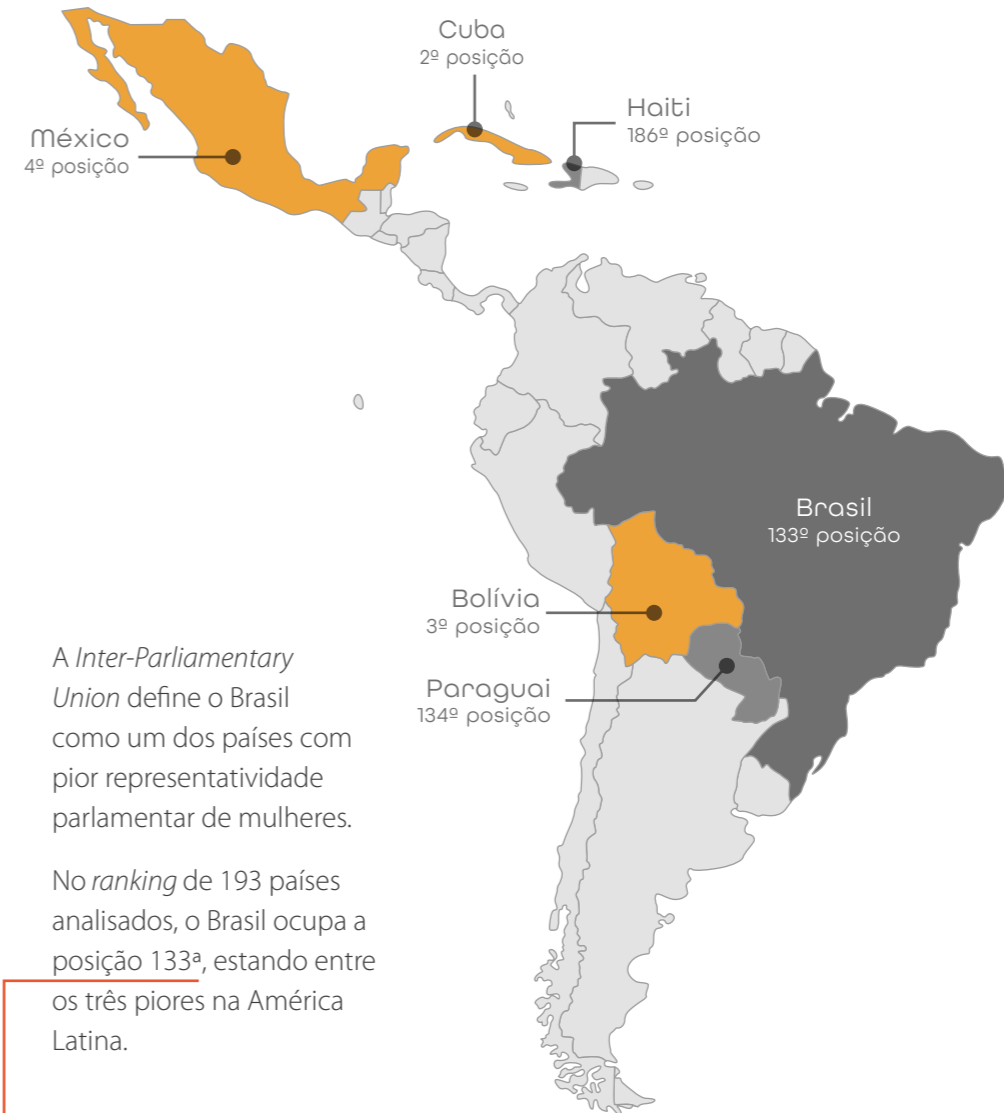 Cuba
2º posição
Haiti
186º posição
México
4º posição
Brasil
133º posição
Bolívia
3º posição
Paraguai
134º posição
A Inter-Parliamentary
Union define o Brasil
como um dos países com
pior representatividade
parlamentar de mulheres.
No ranking de 193 países
analisados, o Brasil ocupa a
posição 133ª, estando entre
os três piores na América
Latina.